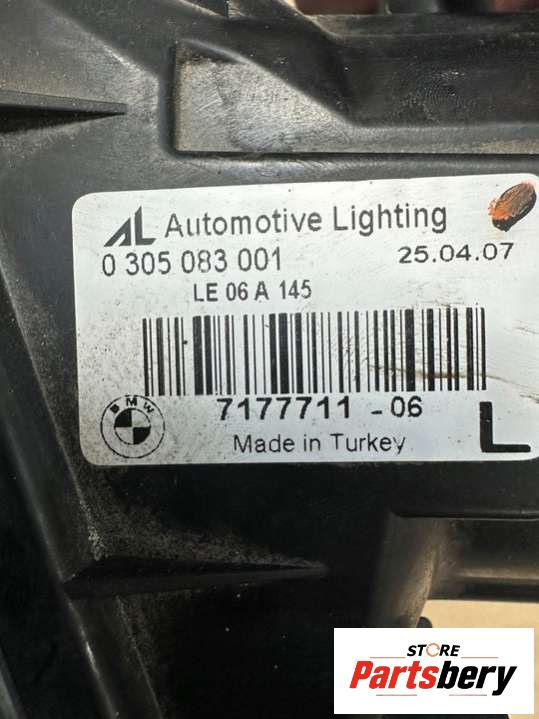 AL Automotive Lighting
0 305 083 001 25.04.07
LE 06 A 145
BMW
7177711 -06
Made in Turkey L
STORE
Partsbery